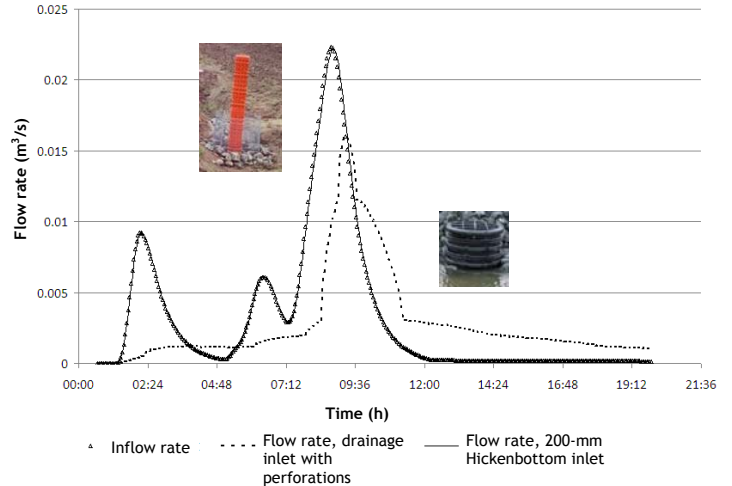 0.025
0.02
0.015
0.01
0.005
0
Flow rate (m³/s)
00:00 02:24 04:48 07:12 09:36 12:00 14:24 16:48 19:12 21:36
Time (h)
Inflow rate
Flow rate, drainage
inlet with
perforations
Flow rate, 200-mm
Hickenbottom inlet